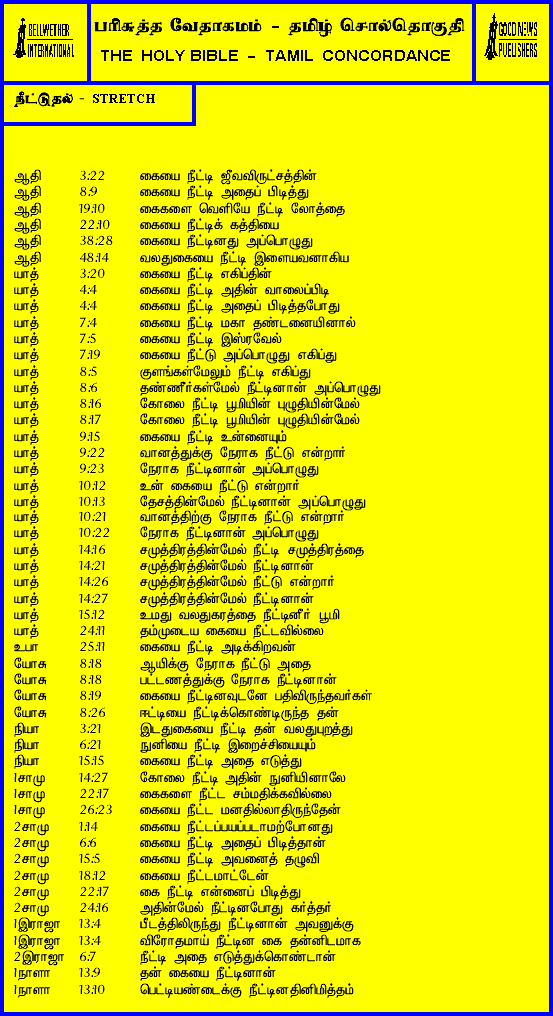 BELLWETHER
INTERNATIONAL
பரிசுத்த வேதாகமம் - தமிழ் சொல்தொகுதி
THE HOLY BIBLE - TAMIL CONCORDANCE
GOOD NEWS
PUBLISHERS
நீட்டுதல் - STRETCH
ஆதி 3:22 கையை நீட்டி ஜீவவிருட்சத்தின்
ஆதி 8:9 கையை நீட்டி அதைப் பிடித்து
ஆதி 19:10 கைகளை வெளியே நீட்டி லோத்தை
ஆதி 22:10 கையை நீட்டிக் கத்தியை
ஆதி 38:28 கையை நீட்டினது அப்பொழுது
ஆதி 48:14 வலதுகையை நீட்டி இளையவனாகிய
யாத் 3:20 கையை நீட்டி எகிப்தின்
யாத் 4:4 கையை நீட்டி அதின் வாலைப்பிடி
யாத் 4:4 கையை நீட்டி அதைப் பிடித்தபோது
யாத் 7:4 கையை நீட்டி மகா தண்டனையினால்
யாத் 7:5 கையை நீட்டி இஸ்ரவேல்
யாத் 7:19 கையை நீட்டு அப்பொழுது எகிப்து
யாத் 8:5 குளங்கள்மேலும் நீட்டி எகிப்து
யாத் 8:6 தண்ணீர்கள்மேல் நீட்டினான் அப்பொழுது
யாத் 8:16 கோலை நீட்டி பூமியின் புழுதியின்மேல்
யாத் 8:17 கோலை நீட்டி பூமியின் புழுதியின்மேல்
யாத் 9:15 கையை நீட்டி உன்னையும்
யாத் 9:22 வானத்துக்கு நேராக நீட்டு என்றார்
யாத் 9:23 நேராக நீட்டினான் அப்பொழுது
யாத் 10:12 உன் கையை நீட்டு என்றார்
யாத் 10:13 தேசத்தின்மேல் நீட்டினான் அப்பொழுது
யாத் 10:21 வானத்திற்கு நேராக நீட்டு என்றார்
யாத் 10:22 நேராக நீட்டினான் அப்பொழுது
யாத் 14:16 சமுத்திரத்தின்மேல் நீட்டி சமுத்திரத்தை
யாத் 14:21 சமுத்திரத்தின்மேல் நீட்டினான்
யாத் 14:26 சமுத்திரத்தின்மேல் நீட்டு என்றார்
யாத் 14:27 சமுத்திரத்தின்மேல் நீட்டினான்
யாத் 15:12 உமது வலதுகரத்தை நீட்டினீர் பூமி
யாத் 24:11 தம்முடைய கையை நீட்டவில்லை
உபா 25:11 கையை நீட்டி அடிக்கிறவன்
யோசு 8:18 ஆயிக்கு நேராக நீட்டு அதை
யோசு 8:18 பட்டணத்துக்கு நேராக நீட்டினான்
யோசு 8:19 கையை நீட்டினவுடனே பதிவிருந்தவர்கள்
யோசு 8:26 ஈட்டியை நீட்டிக்கொண்டிருந்த தன்
நியா 3:21 இடதுகையை நீட்டி தன் வலதுபுறத்து
நியா 6:21 நுனியை நீட்டி இறைச்சியையும்
நியா 15:15 கையை நீட்டி அதை எடுத்து
1சாமு 14:27 கோலை நீட்டி அதின் நுனியினாலே
1சாமு 22:17 கைகளை நீட்ட சம்மதிக்கவில்லை
1சாமு 26:23 கையை நீட்ட மனதில்லாதிருந்தேன்
2சாமு 1:14 கையை நீட்டப்பயப்படாமற்போனது
2சாமு 6:6 கையை நீட்டி அதைப் பிடித்தான்
2சாமு 15:5 கையை நீட்டி அவனைத் தழுவி
2சாமு 18:12 கையை நீட்டமாட்டேன்
2சாமு 22:17 கை நீட்டி என்னைப் பிடித்து
2சாமு 24:16 அதின்மேல் நீட்டினபோது கர்த்தர்
1இராஜா 13:4 பீடத்திலிருந்து நீட்டினான் அவனுக்கு
1இராஜா 13:4 விரோதமாய் நீட்டின கை தன்னிடமாக
2இராஜா 6:7 நீட்டி அதை எடுத்துக்கொண்டான்
1நாளா 13:9 தன் கையை நீட்டினான்
1நாளா 13:10 பெட்டியண்டைக்கு நீட்டினதினிமித்தம்